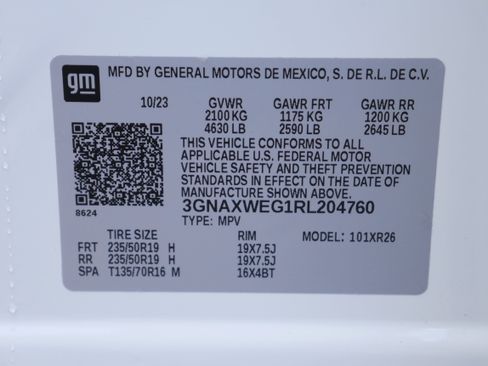 gm
MFD BY GENERAL MOTORS DE MEXICO, S. DE R.L. DE C.V.
10/23 GVWR GAWR FRT GAWR RR
2100 KG 1175 KG 1200 KG
4630 LB 2590 LB 2645 LB
THIS VEHICLE CONFORMS TO ALL
APPLICABLE U.S. FEDERAL MOTOR
VEHICLE SAFETY AND THEFT PREVENTION
STANDARDS IN EFFECT ON THE DATE OF
MANUFACTURE SHOWN ABOVE.
8624 3GNAXWEG1RL204760
TYPE: MPV
TIRE SIZE RIM MODEL: 101XR26
FRT 235/50R19 H 19X7.5J
RR 235/50R19 H 19X7.5J
SPA T135/70R16 M 16X4BT